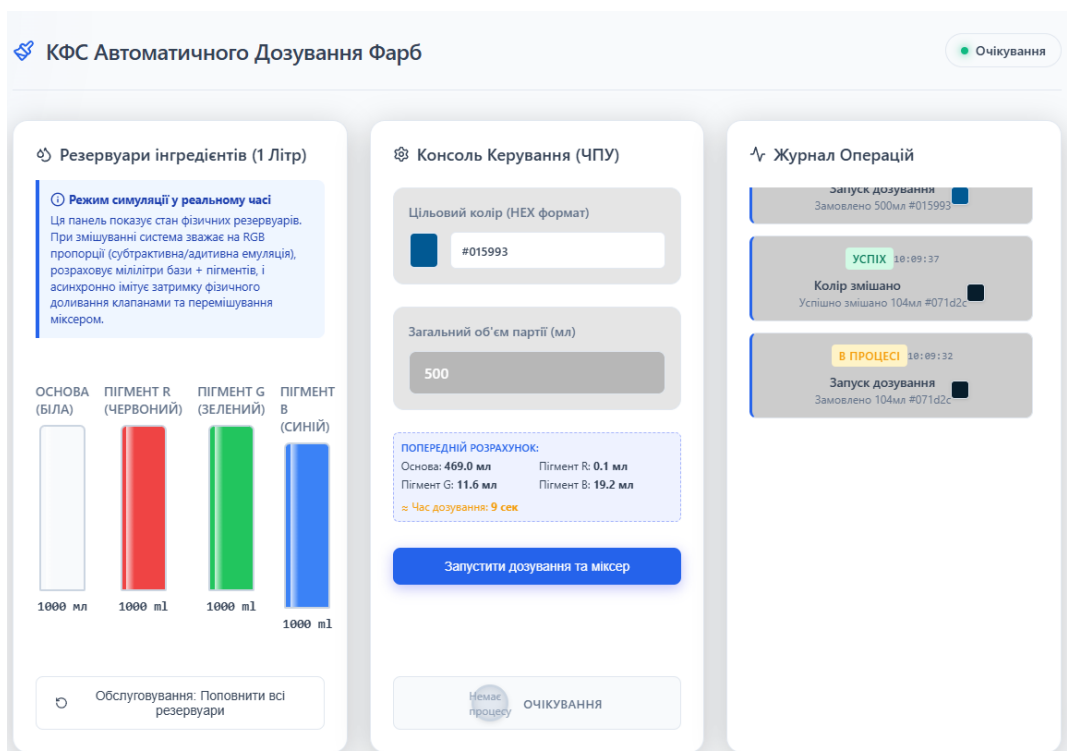 КФС Автоматичного Дозування Фарб
Очікування
Резервуари інгредієнтів (1 Літр)
Режим симуляції у реальному часі
Ця панель показує стан фізичних резервуарів.
При змішуванні система зважає на RGB
пропорції (субтрактивна/адитивна емуляція),
розраховує мілілітри бази + пігментів, і
асинхронно імітує затримку фізичного
доливання клапанами та перемішування
міксером.
ОСНОВА
(БІЛА)
1000 мл
ПІГМЕНТ R
(ЧЕРВОНИЙ)
1000 ml
ПІГМЕНТ G
(ЗЕЛЕНИЙ)
1000 ml
ПІГМЕНТ
B
(СИНІЙ)
1000 ml
Обслуговування: Поповнити всі
резервуари
Консоль Керування (ЧПУ)
Цільовий колір (HEX формат)
#015993
Загальний об'єм партії (мл)
500
ПОПЕРЕДНІЙ РОЗРАХУНОК:
Основа: 469.0 мл
Пігмент R: 0.1 мл
Пігмент G: 11.6 мл
Пігмент B: 19.2 мл
≈ Час дозування: 9 сек
Запустити дозування та міксер
Немає
процесу
ОЧІКУВАННЯ
Журнал Операцій
Запуск дозування
Замовлено 500мл #015993
УСПІХ 10:09:37
Колір змішано
Успішно змішано 104мл #071d2c
В ПРОЦЕСІ 10:09:32
Запуск дозування
Замовлено 104мл #071d2c